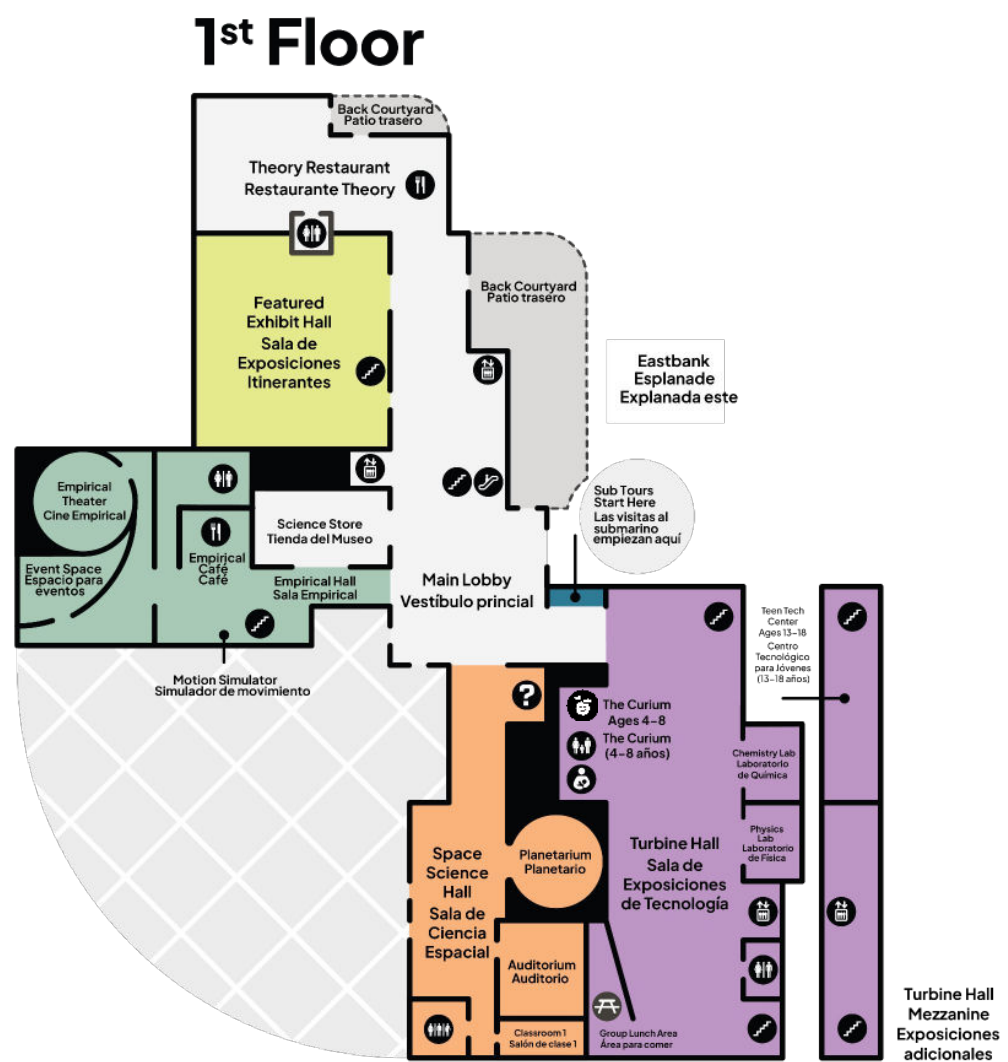 1st Floor
Back Courtyard
Patio trasero
Theory Restaurant
Restaurante Theory
Featured
Exhibit Hall
Sala de
Exposiciones
Itinerantes
Back Courtyard
Patio trasero
Eastbank
Esplanade
Explanada este
Empirical
Theater
Cine Empirical
Event Space
Espacio para
eventos
Empirical
Café
Café
Science Store
Tienda del Museo
Empirical Hall
Sala Empirical
Main Lobby
Vestíbulo princial
Sub Tours
Start Here
Las visitas al
submarino
empiezan aquí
Motion Simulator
Simulador de movimiento
?
The Curium
Ages 4–8
The Curium
(4–8 años)
Teen Tech
Center
Ages 13–18
Centro
Tecnológico
para Jóvenes
(13–18 años)
Chemistry Lab
Laboratorio
de Química
Physics
Lab
Laboratorio
de Física
Space
Science
Hall
Sala de
Ciencia
Espacial
Planetarium
Planetario
Turbine Hall
Sala de
Exposiciones
de Tecnología
Auditorium
Auditorio
Classroom 1
Salón de clase 1
Group Lunch Area
Área para comer
Turbine Hall
Mezzanine
Exposiciones
adicionales